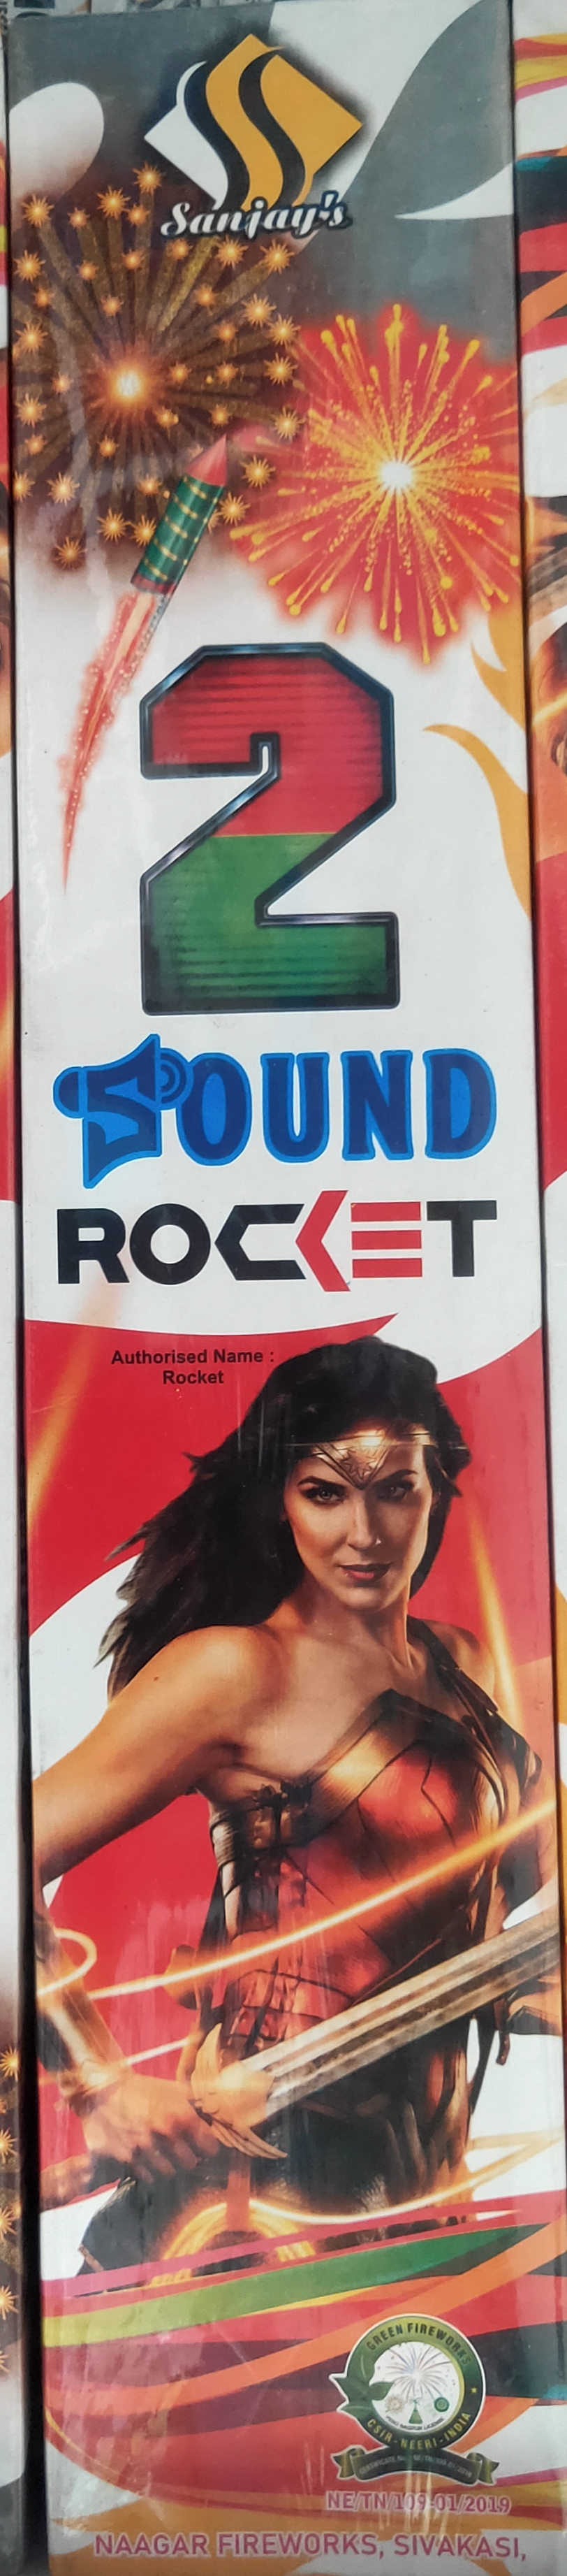 Sanjay's
2
SOUND
ROCKET
Authorised Name :
Rocket
GREEN FIREWORKS
CSIR-NEERI-INDIA
NE/TN/109-01/2019
NAAGAR FIREWORKS, SIVAKASI,